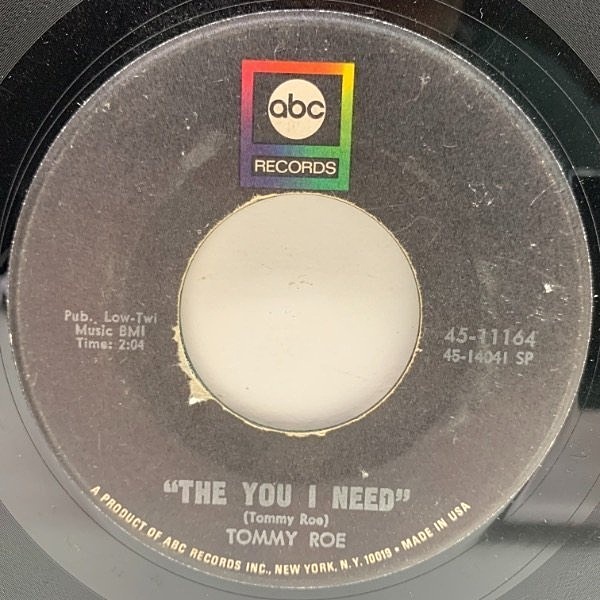 abc
RECORDS
Pub., Low-Twi
Music BMI
Time: 2:04
45-11164
45-14041 SP
"THE YOU I NEED"
(Tommy Roe)
TOMMY ROE
A PRODUCT OF ABC RECORDS INC., NEW YORK, N.Y. 10019 • MADE IN USA